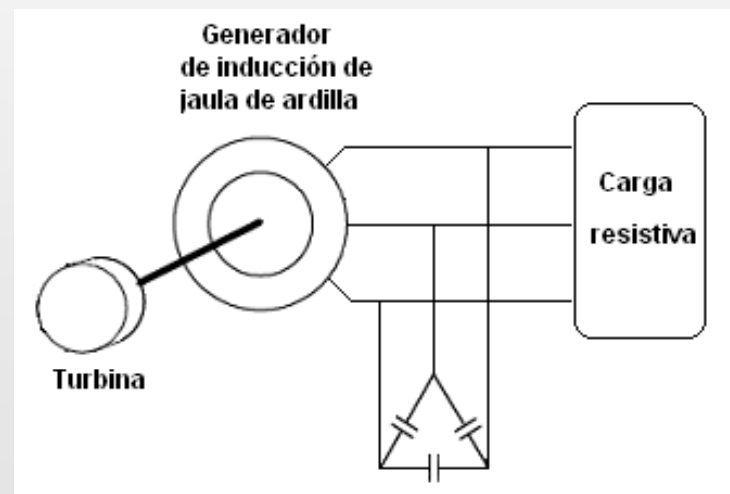 Generador
de inducción de
jaula de ardilla
Carga
resistiva
Turbina